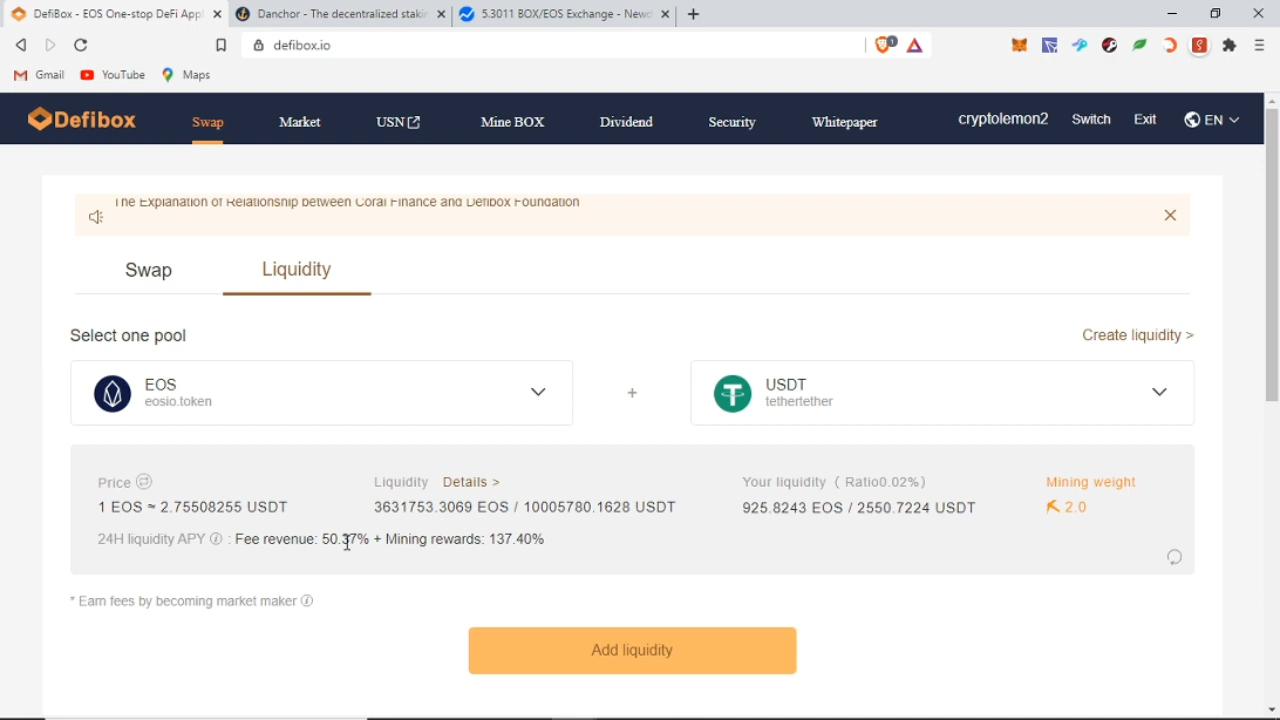 DefiBox - EOS One-stop DeFi Appl
Danchor - The decentralized stakin
5.3011 BOX/EOS Exchange - Newd
defibox.io
1
Gmail
YouTube
Maps
Defibox
Swap
Market
USN
Mine BOX
Dividend
Security
Whitepaper
cryptolemon2
Switch
Exit
EN
The Explanation of Relationship between Coral Finance and Defibox Foundation
Swap
Liquidity
Select one pool
Create liquidity >
EOS
eosio.token
+
USDT
tethertether
Price
Liquidity Details >
Your liquidity ( Ratio0.02%)
Mining weight
1 EOS ≈ 2.75508255 USDT
3631753.3069 EOS / 10005780.1628 USDT
925.8243 EOS / 2550.7224 USDT
2.0
24H liquidity APY : Fee revenue: 50.37% + Mining rewards: 137.40%
* Earn fees by becoming market maker
Add liquidity